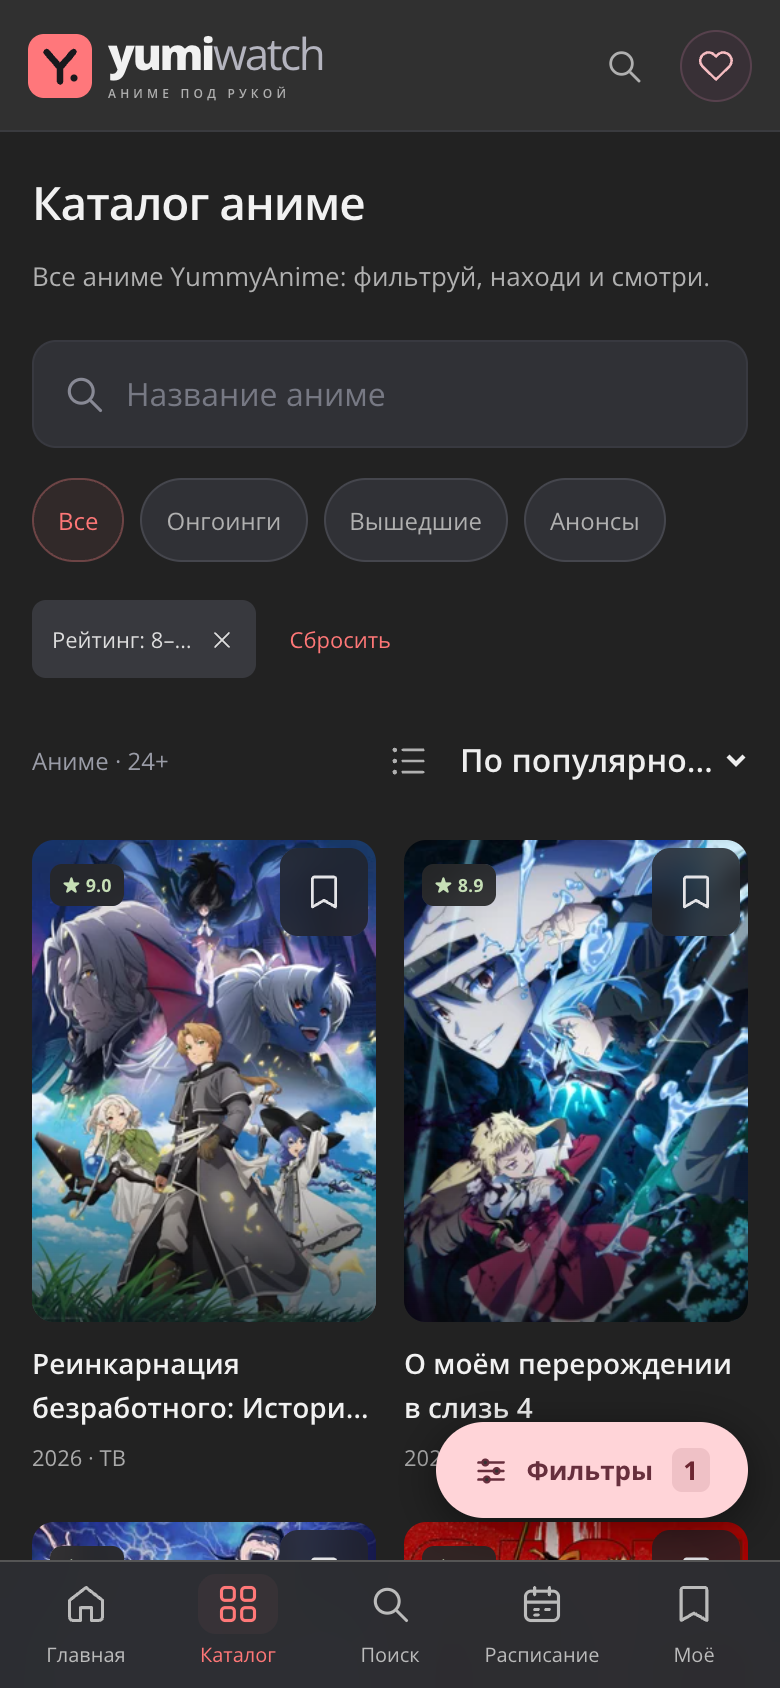 Y.
yumiwatch
АНИМЕ ПОД РУКОЙ
Каталог аниме
Все аниме YummyAnime: фильтруй, находи и смотри.
Название аниме
Все Онгоинги Вышедшие Анонсы
Рейтинг: 8–... Сбросить
Аниме · 24+ По популярно...
9.0 8.9
Реинкарнация
безработного: Истори...
2026 · ТВ
О моём перерождении
в слизь 4
Фильтры 1
Главная Каталог Поиск Расписание Моё